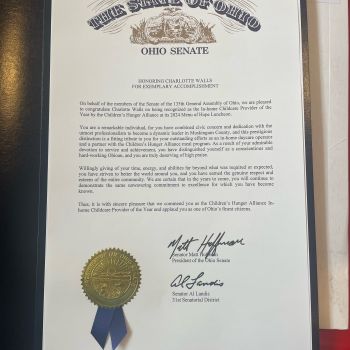 THE STATE OF OHIO
OHIO SENATE
HONORING CHARLOTTE WALLS
FOR EXEMPLARY ACCOMPLISHMENT
On behalf of the members of the Senate of the 135th General Assembly of Ohio, we are pleased
to congratulate Charlotte Walls on being recognized as the In-home Childcare Provider of the
Year by the Children's Hunger Alliance at its 2024 Menu of Hope Luncheon.
You are a remarkable individual, for you have combined civic concern and dedication with the
utmost professionalism to become a dynamic leader in Muskingum County, and this prestigious
distinction is a fitting tribute to you for your outstanding efforts as an in-home daycare operator
and a partner with the Children's Hunger Alliance meal program. As a result of your admirable
devotion to service and achievement, you have distinguished yourself as a conscientious and
hard-working Ohioan, and you are truly deserving of high praise.
Willingly giving of your time, energy, and abilities far beyond what was required or expected,
you have striven to better the world around you, and you have earned the genuine respect and
esteem of the entire community. We are certain that in the years to come, you will continue to
demonstrate the same unwavering commitment to excellence for which you have become
known.
Thus, it is with sincere pleasure that we commend you as the Children's Hunger Alliance In-
home Childcare Provider of the Year and applaud you as one of Ohio's finest citizens.
Matt Huffman
Senator Matt Huffman
President of the Ohio Senate
Al Landis
Senator Al Landis
31st Senatorial District